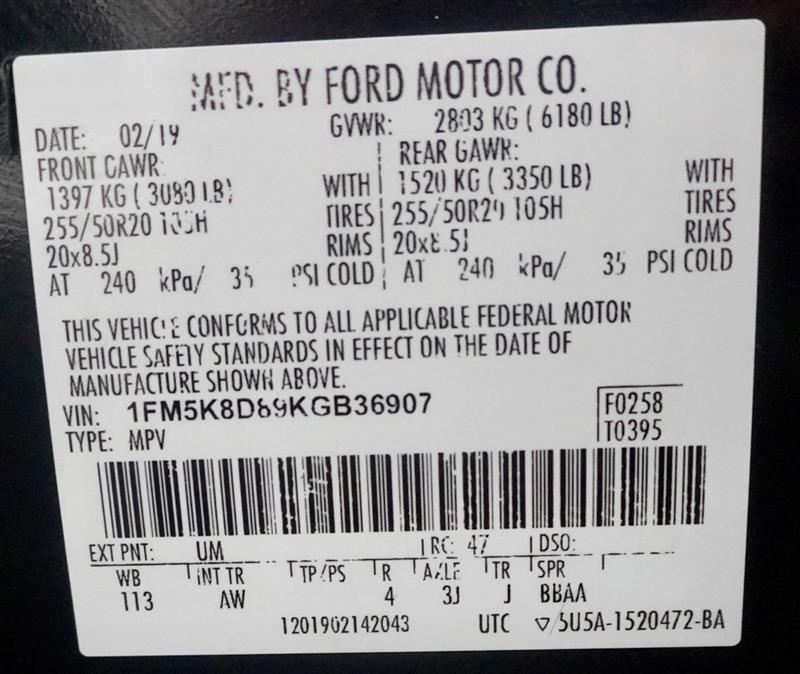 MFD. BY FORD MOTOR CO.
DATE: 02/19 GVWR: 2803 KG ( 6180 LB)
FRONT GAWR: REAR GAWR:
1397 KG ( 3080 LB) WITH 1520 KG ( 3350 LB) WITH
255/50R20 105H TIRES 255/50R20 105H TIRES
20x8.5J RIMS 20x8.5J RIMS
AT 240 kPa/ 35 PSI COLD AT 240 kPa/ 35 PSI COLD
THIS VEHICLE CONFORMS TO ALL APPLICABLE FEDERAL MOTOR
VEHICLE SAFETY STANDARDS IN EFFECT ON THE DATE OF
MANUFACTURE SHOWN ABOVE.
VIN: 1FM5K8D89KGB36907 F0258
TYPE: MPV T0395
EXT PNT: UM RC: 47 DSO:
WB INT TR TP/PS R AXLE TR SPR
113 AW 4 3J J BBAA
1201902142043 UTC ▽5U5A-1520472-BA